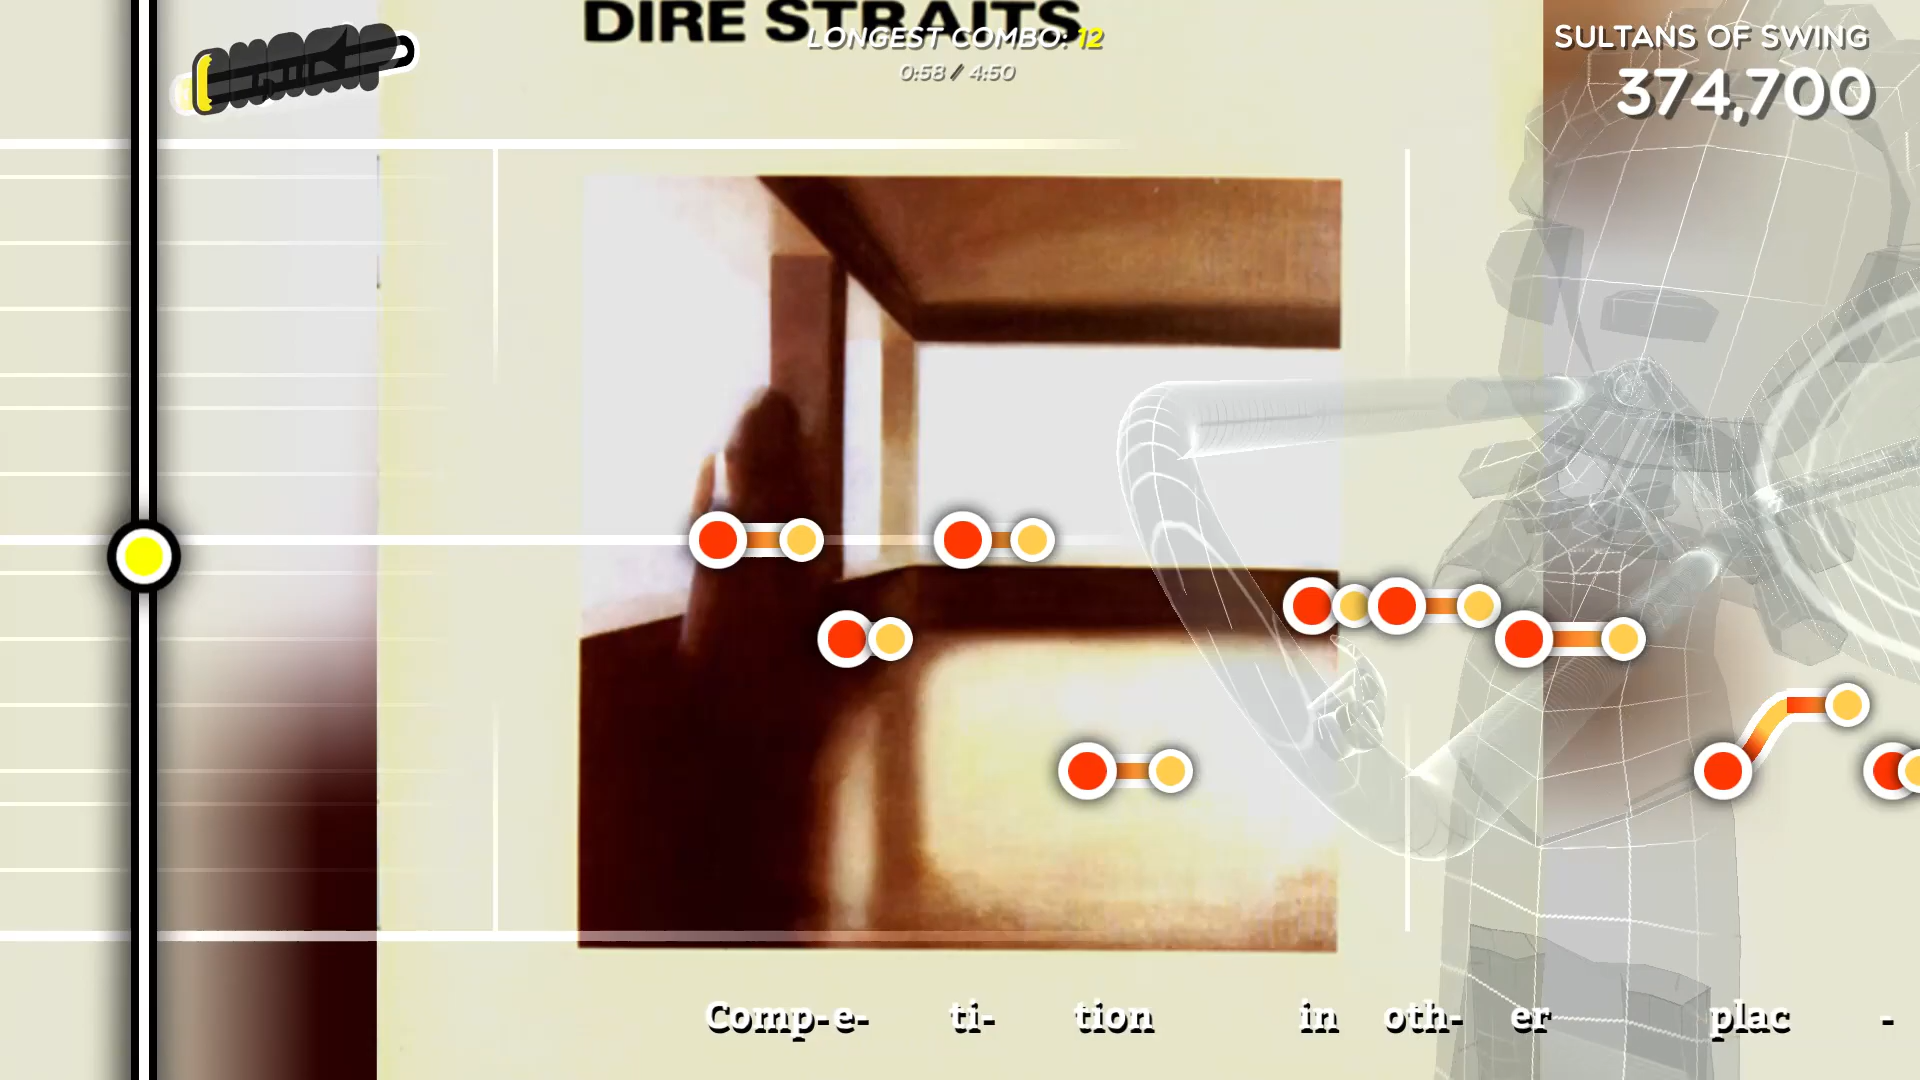 DIRE STRAITS
LONGEST COMBO: 12
0:58 / 4:50
SULTANS OF SWING
374,700
Comp-e- ti- tion in oth- er plac -